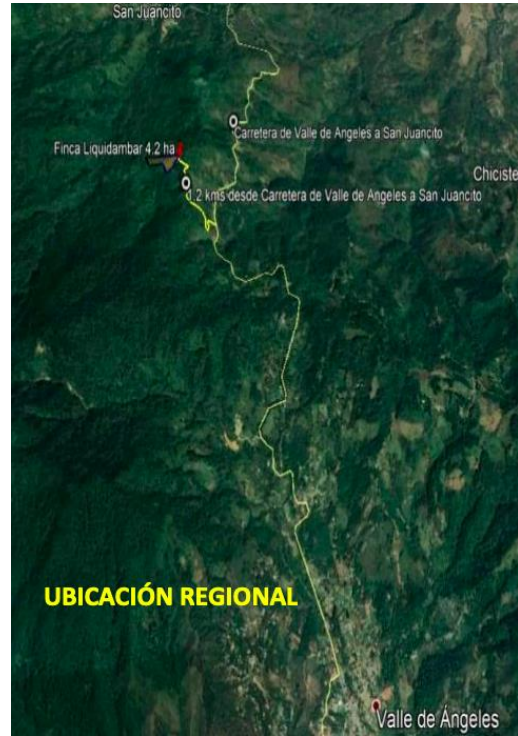 San Juancito
Carretera de Valle de Angeles a San Juancito
Finca Liquidambar 4.2 ha
Chiciste
1.2 kms desde Carretera de Valle de Angeles a San Juancito
UBICACIÓN REGIONAL
Valle de Ángeles